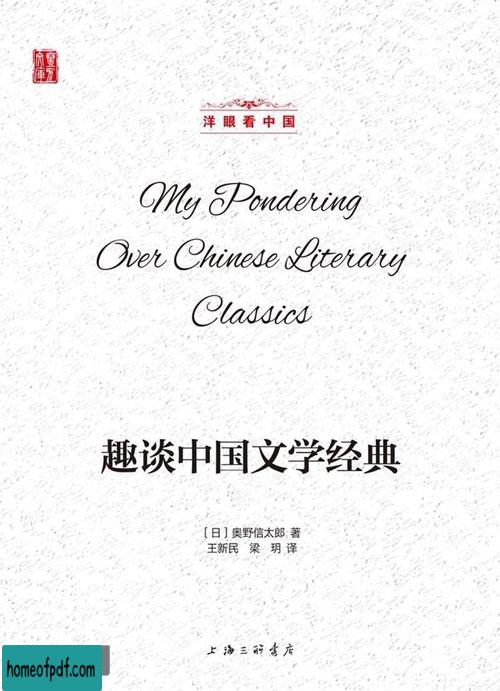 洋眼看中国
My Pondering
Over Chinese Literary
Classics
趣谈中国文学经典
[日] 奥野信太郎 著
王新民 梁 玥 译
上海三联书店
homeofpdf.com